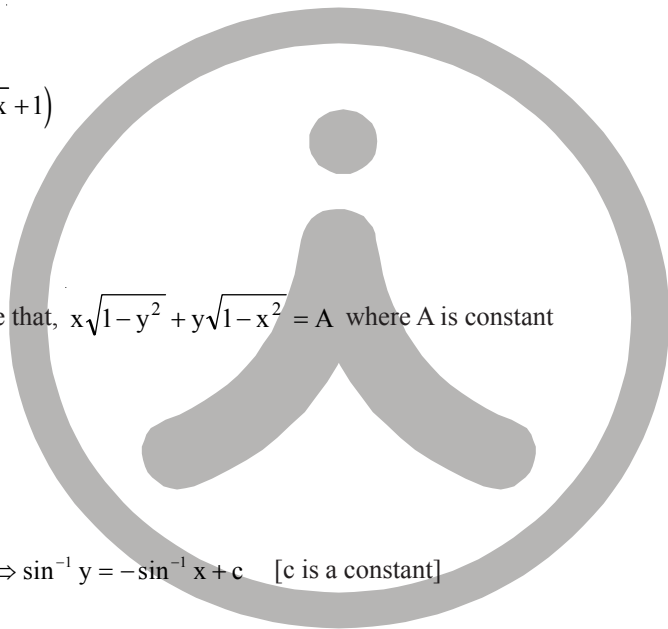 x + 1)
that, x√(1 − y²) + y√(1 − x²) = A where A is constant
⇒ sin⁻¹ y = −sin⁻¹ x + c [c is a constant]